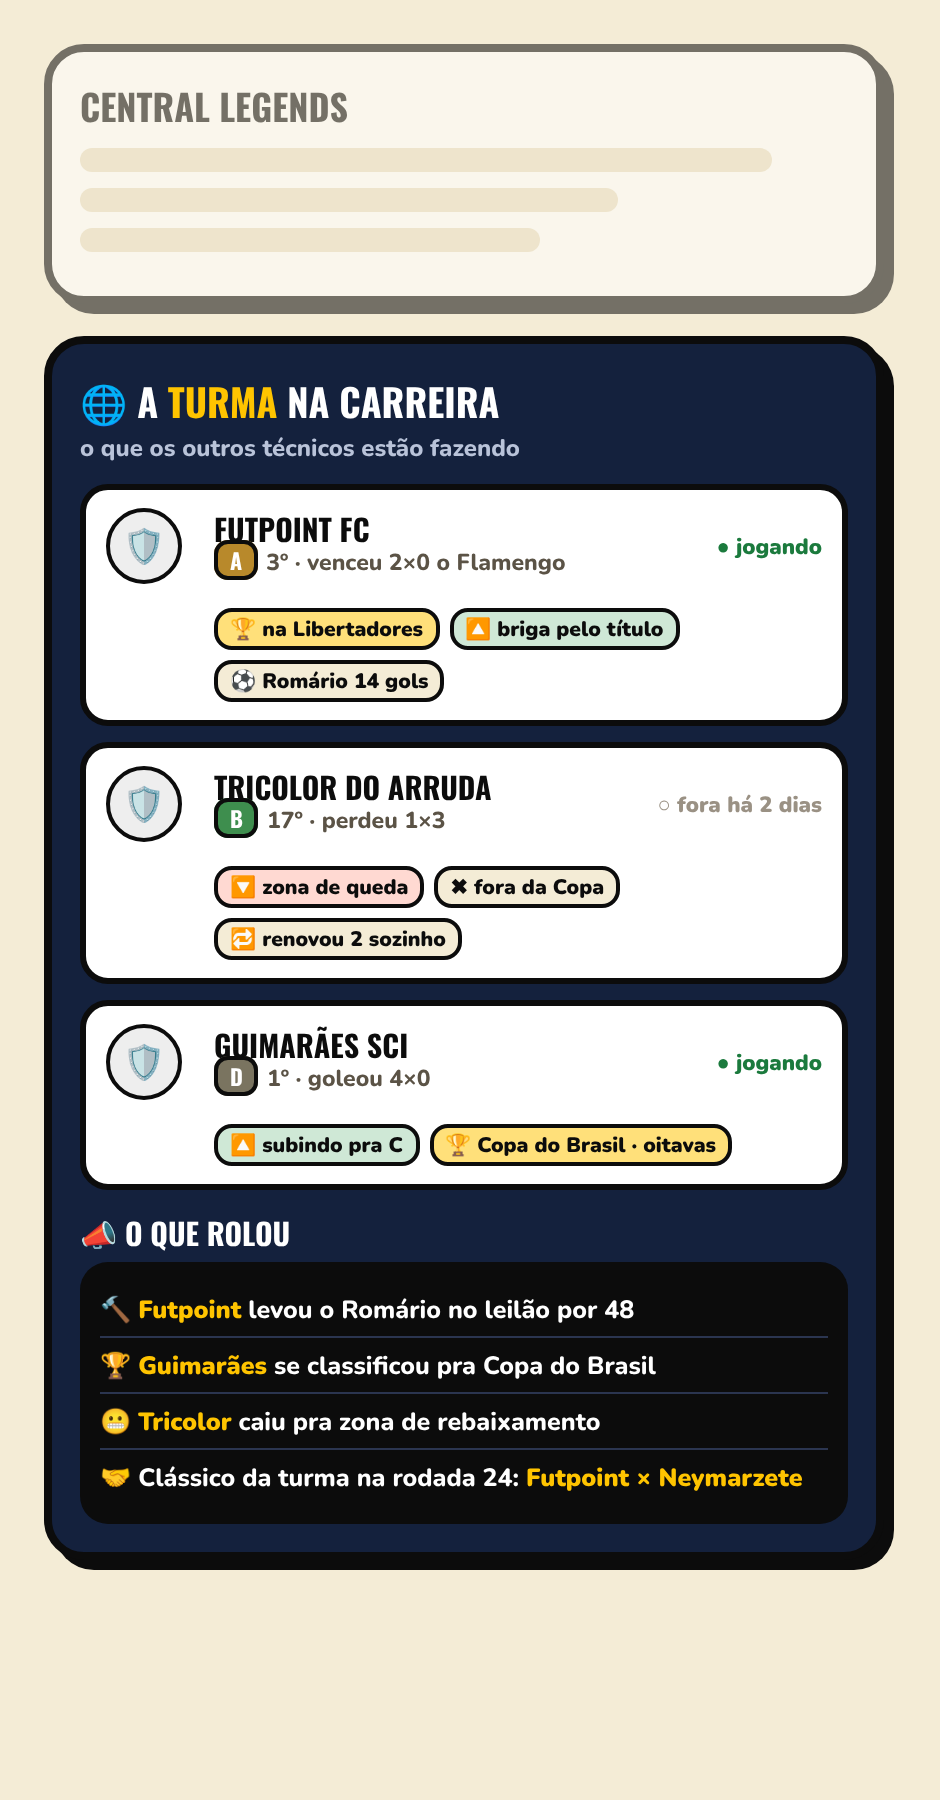 CENTRAL LEGENDS
🌐 A TURMA NA CARREIRA
o que os outros técnicos estão fazendo
FUTPOINT FC
A 3º · venceu 2×0 o Flamengo
● jogando
🏆 na Libertadores
🔼 briga pelo título
⚽ Romário 14 gols
TRICOLOR DO ARRUDA
B 17º · perdeu 1×3
○ fora há 2 dias
🔽 zona de queda
✖ fora da Copa
🔁 renovou 2 sozinho
GUIMARÃES SCI
D 1º · goleou 4×0
● jogando
🔼 subindo pra C
🏆 Copa do Brasil · oitavas
📣 O QUE ROLOU
🔨 Futpoint levou o Romário no leilão por 48
🏆 Guimarães se classificou pra Copa do Brasil
😬 Tricolor caiu pra zona de rebaixamento
🤝 Clássico da turma na rodada 24: Futpoint × Neymarzete